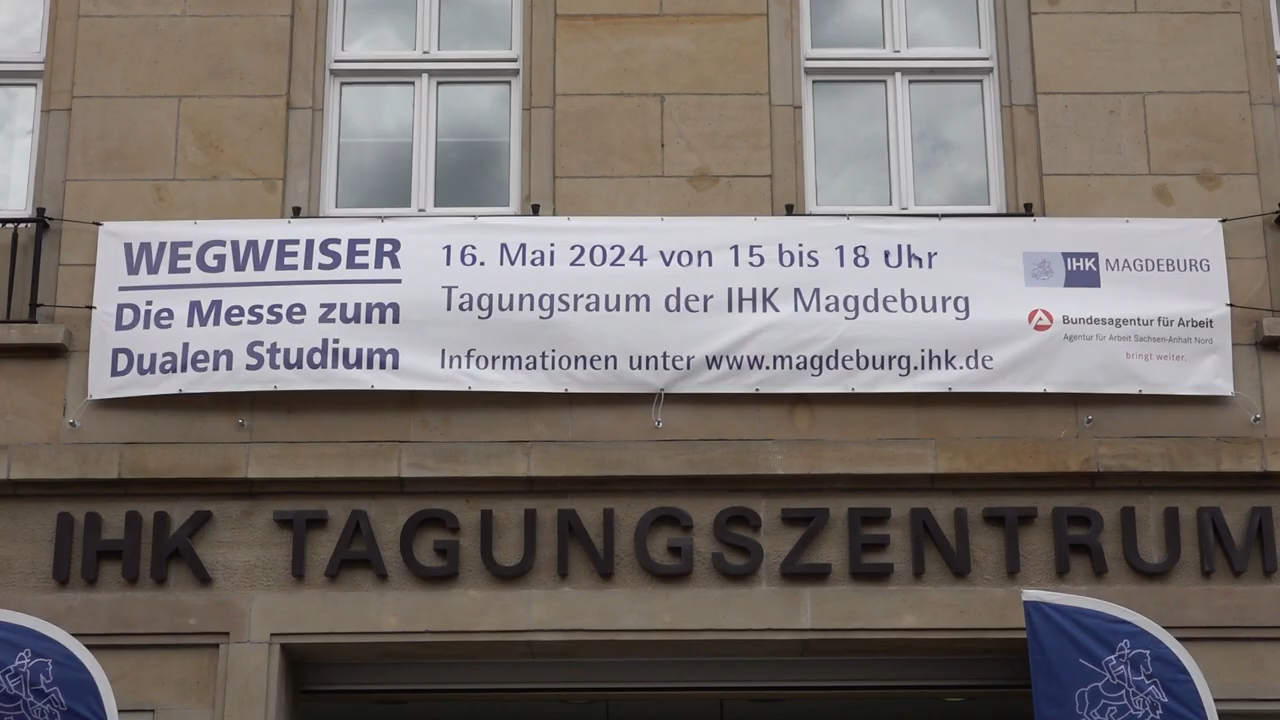 WEGWEISER
Die Messe zum
Dualen Studium
16. Mai 2024 von 15 bis 18 Uhr
Tagungsraum der IHK Magdeburg
Informationen unter www.magdeburg.ihk.de
IHK MAGDEBURG
Bundesagentur für Arbeit
Agentur für Arbeit Sachsen-Anhalt Nord
bringt weiter.
IHK TAGUNGSZENTRUM